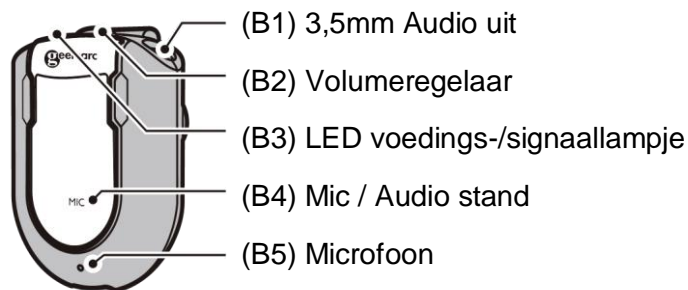 (B1) 3,5mm Audio uit
(B2) Volumeregelaar
(B3) LED voedings-/signaallampje
MIC
(B4) Mic / Audio stand
(B5) Microfoon